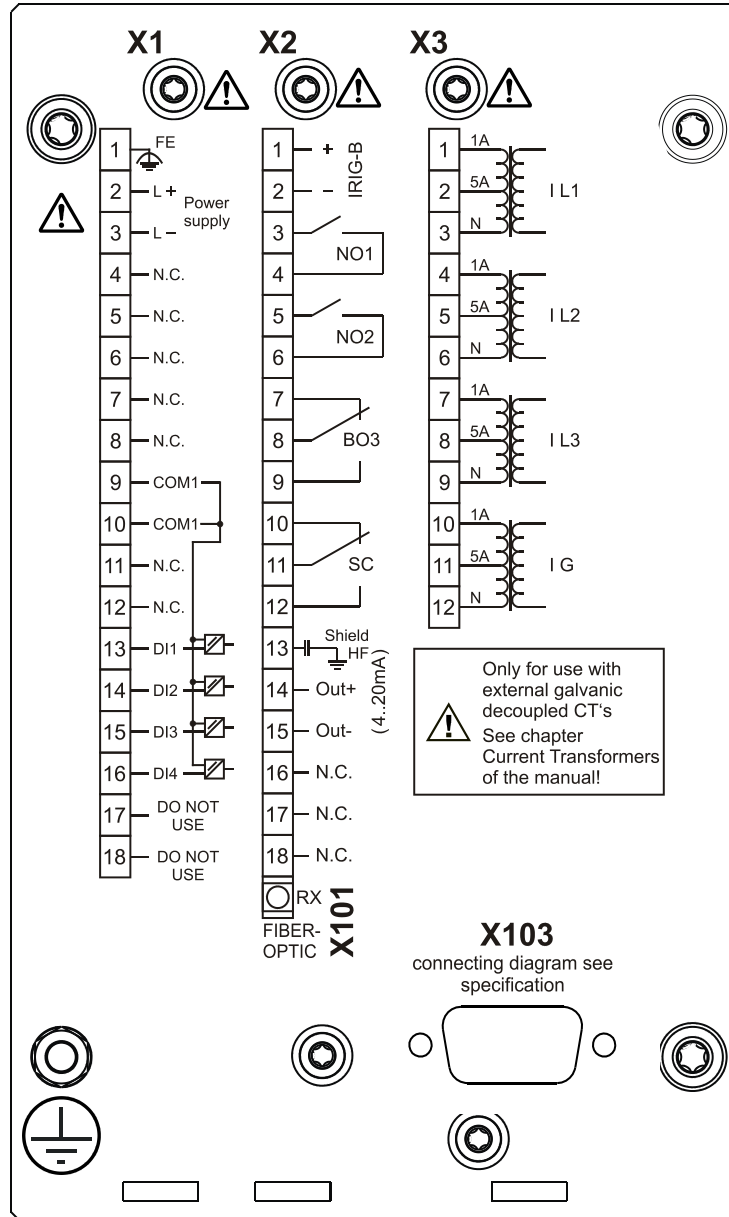 X1
X2
X3
1 FE
2 L +
3 L –
Power
supply
4 N.C.
5 N.C.
6 N.C.
7 N.C.
8 N.C.
9 COM1
10 COM1
11 N.C.
12 N.C.
13 DI1
14 DI2
15 DI3
16 DI4
17 DO NOT
USE
18 DO NOT
USE
1 +
2 –
IRIG-B
3
4
NO1
5
6
NO2
7
8 BO3
9
10
11 SC
12
13 Shield
HF
14 Out+
15 Out-
(4..20mA)
16 N.C.
17 N.C.
18 N.C.
RX
FIBER-
OPTIC
X101
1 1A
2 5A I L1
3 N
4 1A
5 5A I L2
6 N
7 1A
8 5A I L3
9 N
10 1A
11 5A I G
12 N
Only for use with
external galvanic
decoupled CT‘s
See chapter
Current Transformers
of the manual!
X103
connecting diagram see
specification